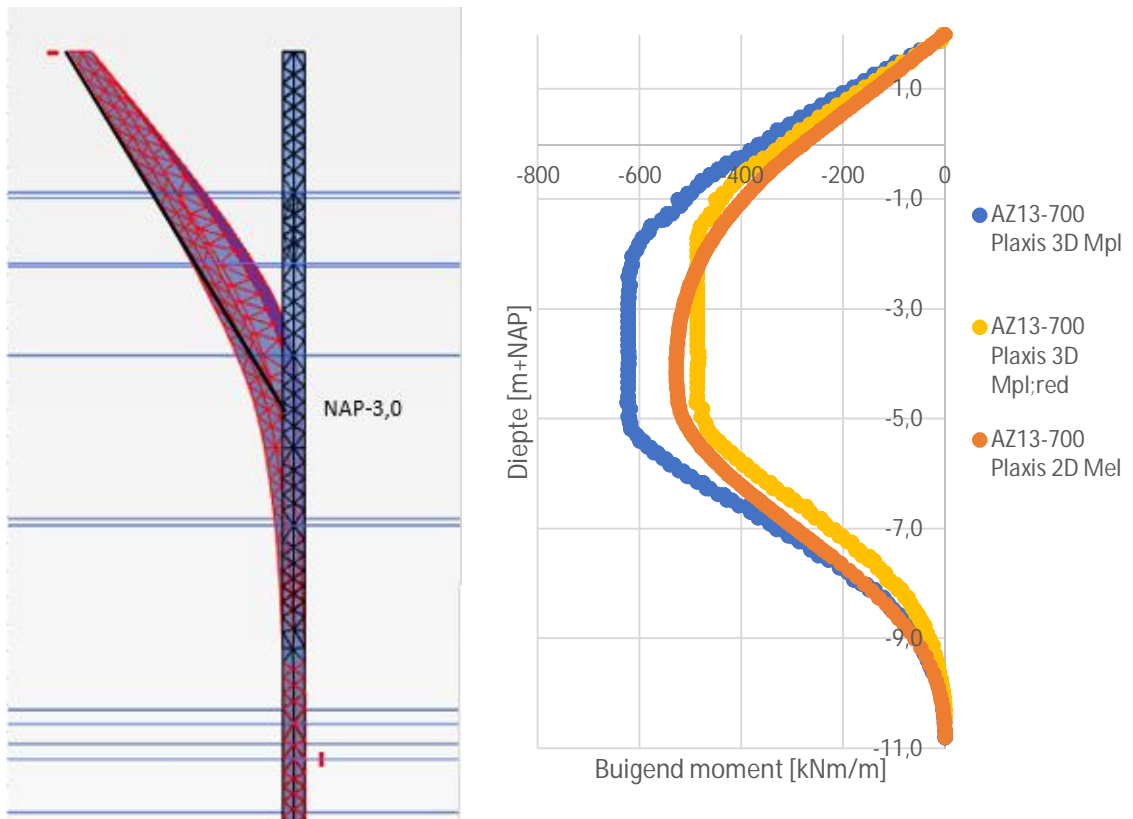 NAP-3,0
1,0
-800
-600
-400
-200
0
-1,0
-3,0
-5,0
-7,0
-9,0
-11,0
Diepte [m+NAP]
Buigend moment [kNm/m]
AZ13-700
Plaxis 3D Mpl
AZ13-700
Plaxis 3D
Mpl;red
AZ13-700
Plaxis 2D Mel